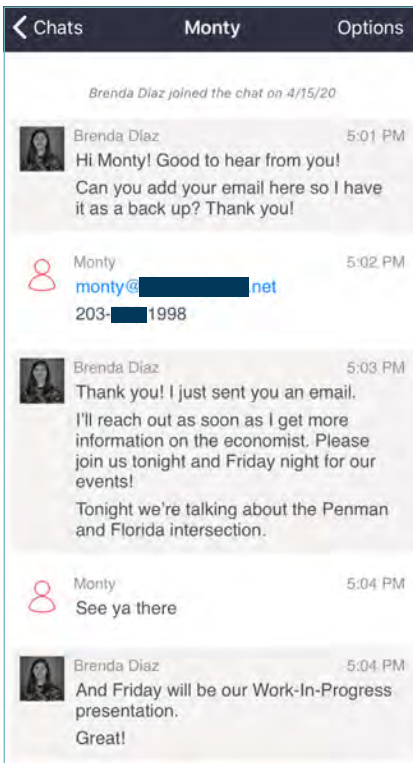 Chats Monty Options
Brenda Diaz joined the chat on 4/15/20
Brenda Diaz 5:01 PM
Hi Monty! Good to hear from you!
Can you add your email here so I have
it as a back up? Thank you!
Monty 5:02 PM
monty@ .net
203- 1998
Brenda Diaz 5:03 PM
Thank you! I just sent you an email.
I'll reach out as soon as I get more
information on the economist. Please
join us tonight and Friday night for our
events!
Tonight we're talking about the Penman
and Florida intersection.
Monty 5:04 PM
See ya there
Brenda Diaz 5:04 PM
And Friday will be our Work-In-Progress
presentation.
Great!